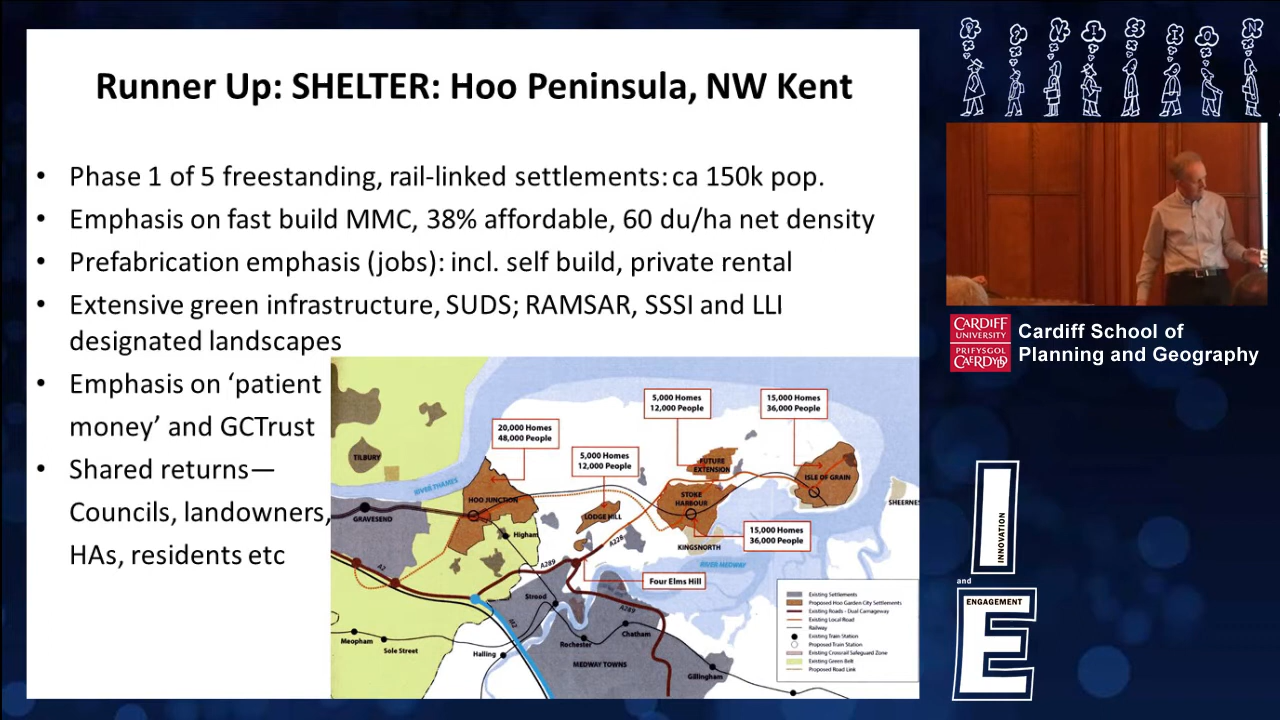 Runner Up: SHELTER: Hoo Peninsula, NW Kent
• Phase 1 of 5 freestanding, rail-linked settlements: ca 150k pop.
• Emphasis on fast build MMC, 38% affordable, 60 du/ha net density
• Prefabrication emphasis (jobs): incl. self build, private rental
• Extensive green infrastructure, SUDS; RAMSAR, SSSI and LLI
designated landscapes
• Emphasis on ‘patient
money’ and GCTrust
• Shared returns—
Councils, landowners,
HAs, residents etc
20,000 Homes
48,000 People
5,000 Homes
12,000 People
5,000 Homes
12,000 People
15,000 Homes
36,000 People
TILBURY
RIVER THAMES
FUTURE
EXTENSION
ISLE OF GRAIN
HOO JUNCTION
STOKE
HARBOUR
SHEERNES
GRAVESEND
LODGE HILL
Higham
KINGSNORTH
15,000 Homes
36,000 People
A228
A289
RIVER MEDWAY
A2
Four Elms Hill
Strood
A289
M2
Meopham
Sole Street
Halling
Rochester
Chatham
MEDWAY TOWNS
Gillingham
Existing Settlements
Proposed Hoo Garden City Settlements
Existing Roads - Dual Carriageway
Existing Local Road
Railway
Existing Train Station
Proposed Train Station
Existing Crossrail Safeguard Zone
Existing Green Belt
Proposed Road Link
CARDIFF
UNIVERSITY
PRIFYSGOL
CAERDYDD
Cardiff School of
Planning and Geography
I
INNOVATION
and
ENGAGEMENT
E